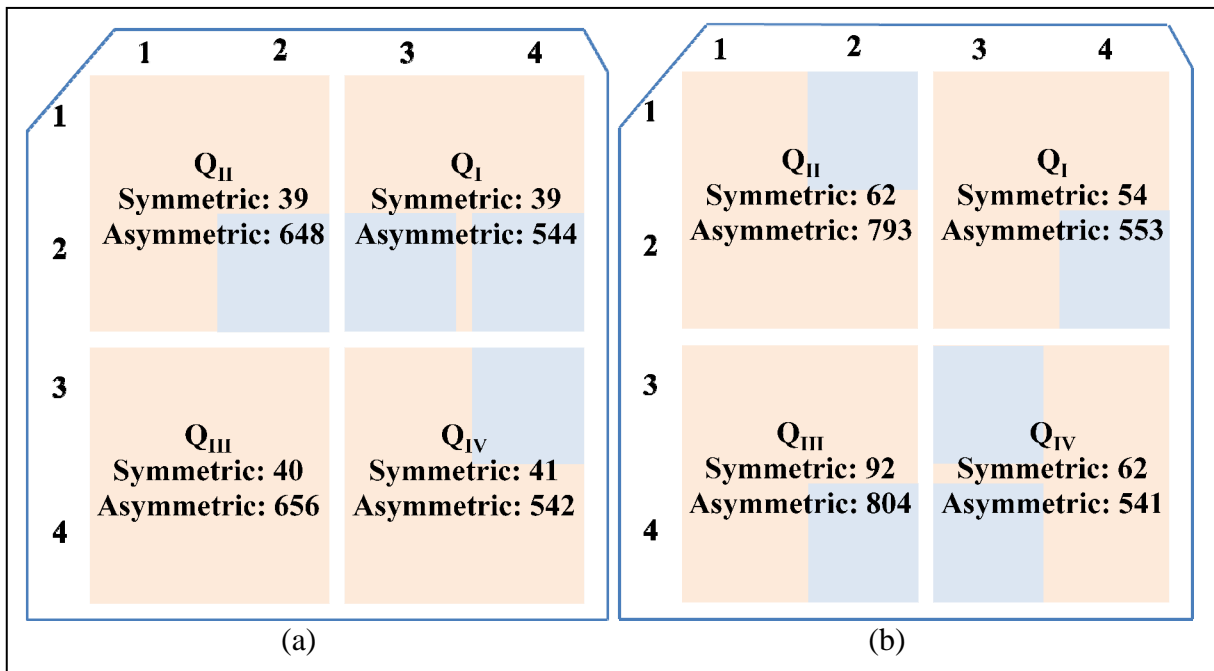 1 2 3 4
1
Q_II
Symmetric: 39
Asymmetric: 648
Q_I
Symmetric: 39
Asymmetric: 544
2
3
Q_III
Symmetric: 40
Asymmetric: 656
Q_IV
Symmetric: 41
Asymmetric: 542
4
(a)
1 2 3 4
1
Q_II
Symmetric: 62
Asymmetric: 793
Q_I
Symmetric: 54
Asymmetric: 553
2
3
Q_III
Symmetric: 92
Asymmetric: 804
Q_IV
Symmetric: 62
Asymmetric: 541
4
(b)